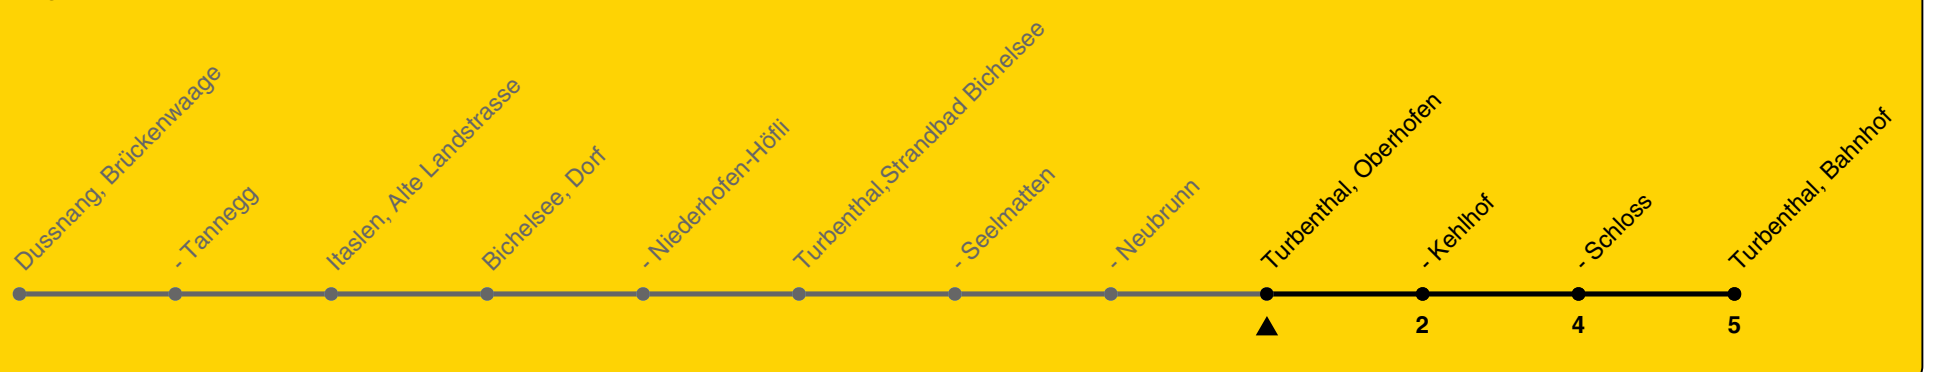 Dussnang, Brückenwaage
- Tannegg
Itaslen, Alte Landstrasse
Bichelsee, Dorf
- Niederhofen-Höfli
Turbenthal,Strandbad Bichelsee
- Seelmatten
- Neubrunn
Turbenthal, Oberhofen
- Kehlhof
- Schloss
Turbenthal, Bahnhof
2
4
5